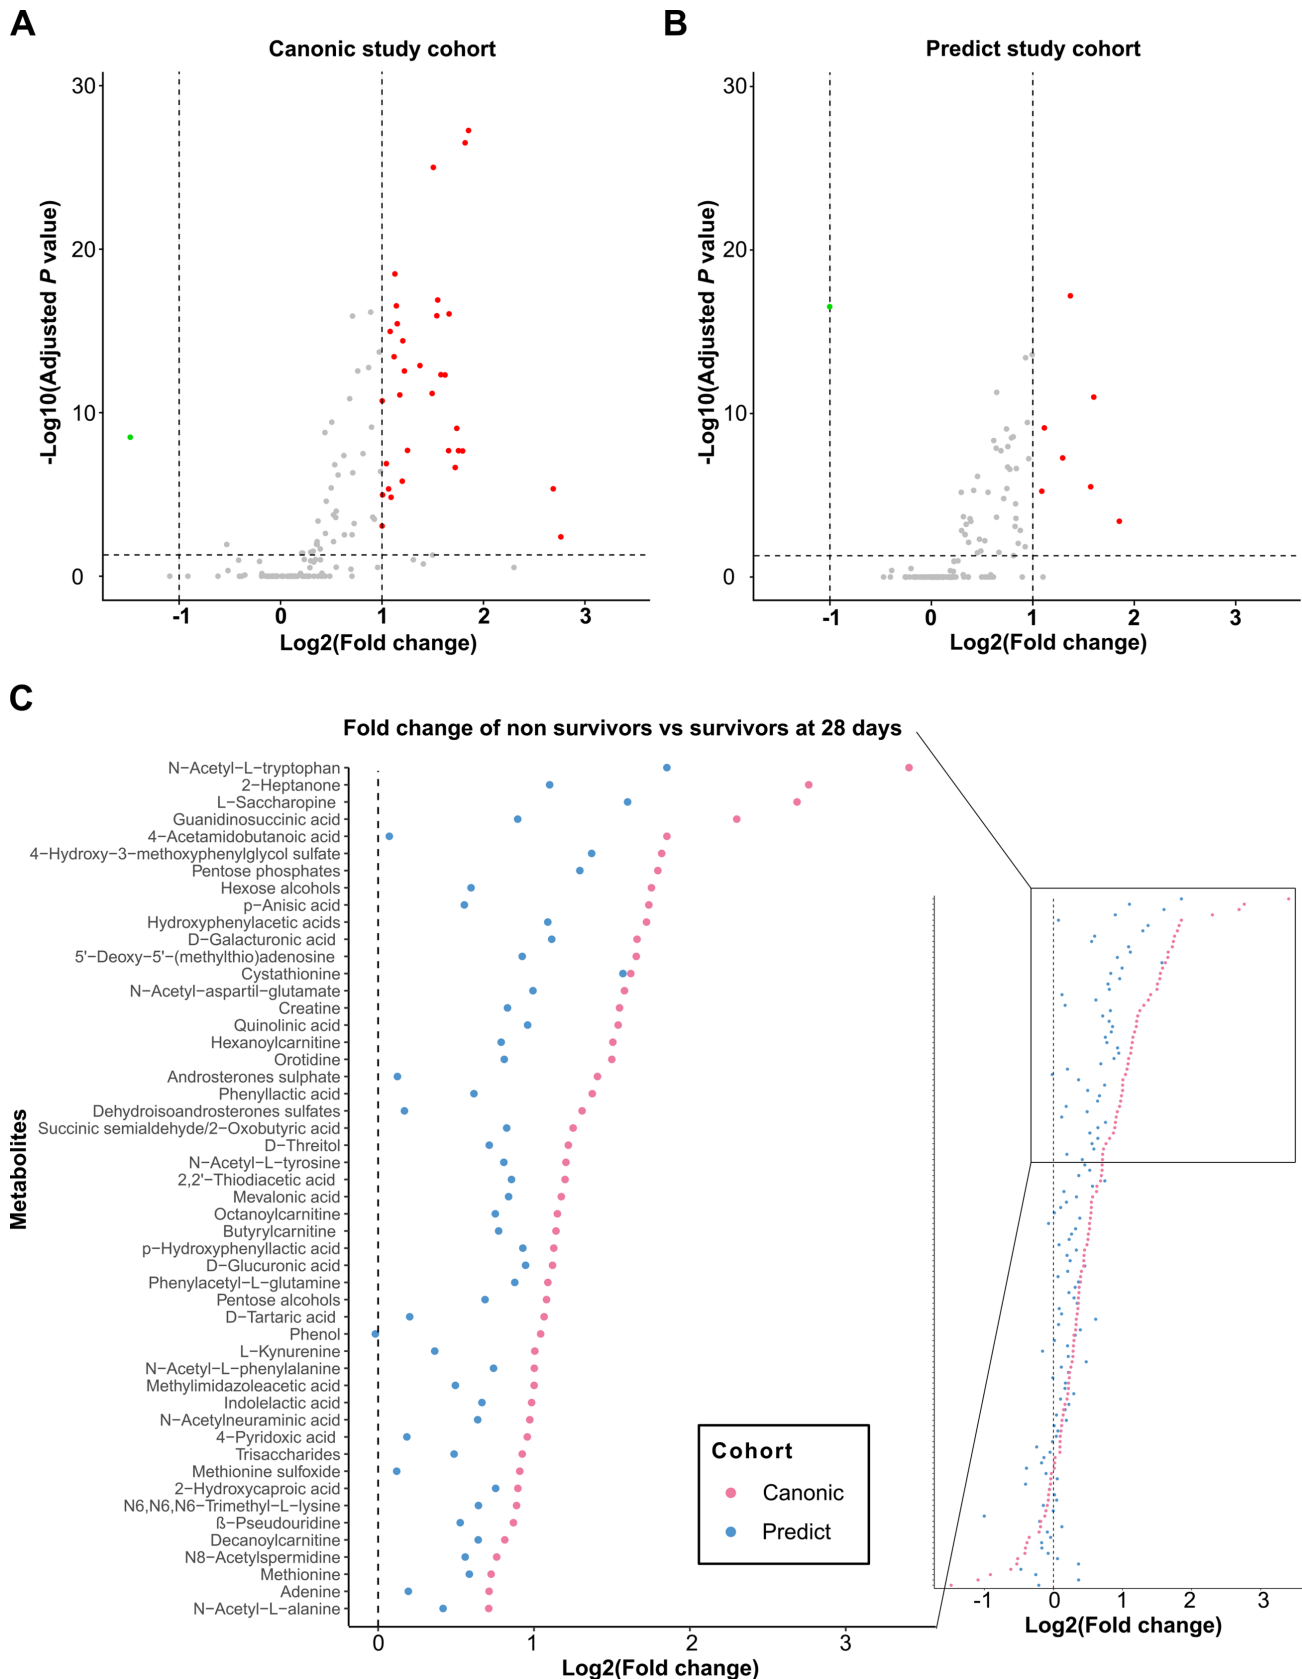 A
Canonic study cohort
30
20
10
0
-Log10(Adjusted P value)
-1
0
1
2
3
Log2(Fold change)
B
Predict study cohort
30
20
10
0
-Log10(Adjusted P value)
-1
0
1
2
3
Log2(Fold change)
C
Fold change of non survivors vs survivors at 28 days
Metabolites
N−Acetyl−L−tryptophan
2−Heptanone
L−Saccharopine
Guanidinosuccinic acid
4−Acetamidobutanoic acid
4−Hydroxy−3−methoxyphenylglycol sulfate
Pentose phosphates
Hexose alcohols
p−Anisic acid
Hydroxyphenylacetic acids
D−Galacturonic acid
5'−Deoxy−5'−(methylthio)adenosine
Cystathionine
N−Acetyl−aspartil−glutamate
Creatine
Quinolinic acid
Hexanoylcarnitine
Orotidine
Androsterones sulphate
Phenyllactic acid
Dehydroisoandrosterones sulfates
Succinic semialdehyde/2−Oxobutyric acid
D−Threitol
N−Acetyl−L−tyrosine
2,2'−Thiodiacetic acid
Mevalonic acid
Octanoylcarnitine
Butyrylcarnitine
p−Hydroxyphenyllactic acid
D−Glucuronic acid
Phenylacetyl−L−glutamine
Pentose alcohols
D−Tartaric acid
Phenol
L−Kynurenine
N−Acetyl−L−phenylalanine
Methylimidazoleacetic acid
Indolelactic acid
N−Acetylneuraminic acid
4−Pyridoxic acid
Trisaccharides
Methionine sulfoxide
2−Hydroxycaproic acid
N6,N6,N6−Trimethyl−L−lysine
ß−Pseudouridine
Decanoylcarnitine
N8−Acetylspermidine
Methionine
Adenine
N−Acetyl−L−alanine
0
1
2
3
Log2(Fold change)
Cohort
Canonic
Predict
-1
0
1
2
3
Log2(Fold change)